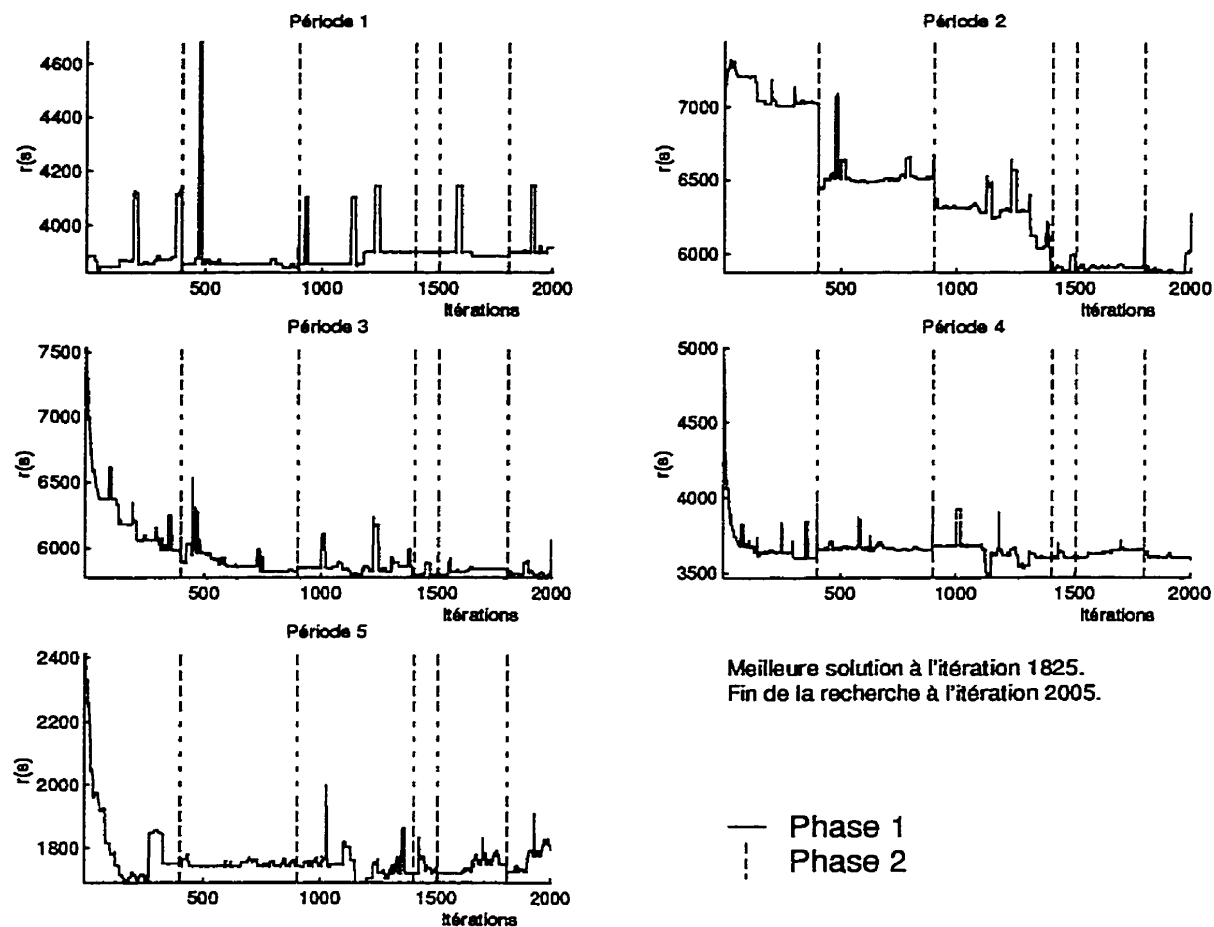 Période 1
4600
4400
4200
4000
r(s)
500
1000
1500
2000
Itérations
Période 2
7000
6500
6000
r(s)
500
1000
1500
2000
Itérations
Période 3
7500
7000
6500
6000
r(s)
500
1000
1500
2000
Itérations
Période 4
5000
4500
4000
3500
r(s)
500
1000
1500
2000
Itérations
Période 5
2400
2200
2000
1800
r(s)
500
1000
1500
2000
Itérations
Meilleure solution à l'itération 1825.
Fin de la recherche à l'itération 2005.
Phase 1
Phase 2